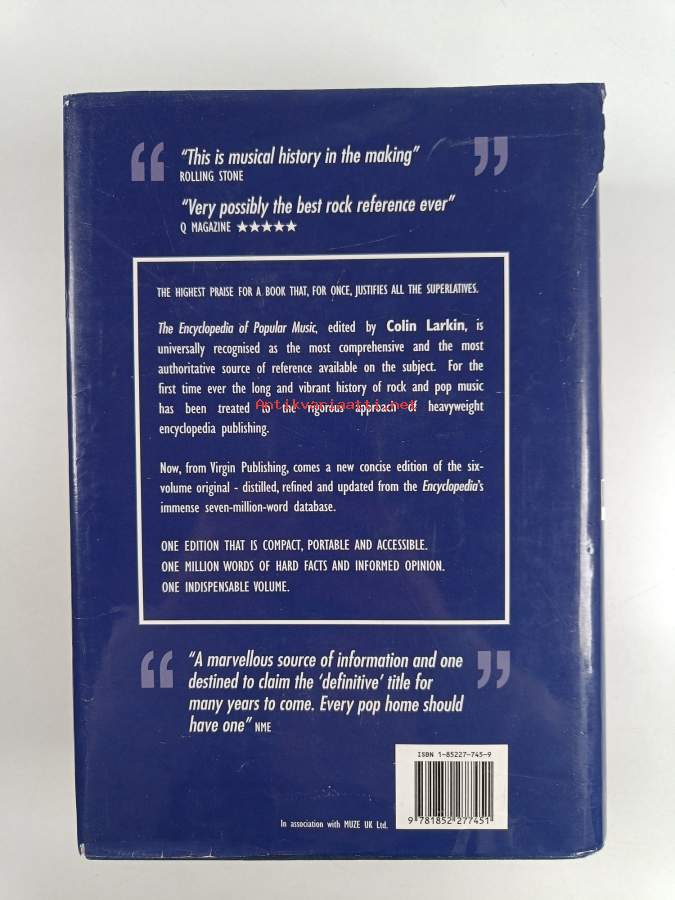 “This is musical history in the making”
ROLLING STONE
“Very possibly the best rock reference ever”
Q MAGAZINE ★★★★★
THE HIGHEST PRAISE FOR A BOOK THAT, FOR ONCE, JUSTIFIES ALL THE SUPERLATIVES.
The Encyclopedia of Popular Music, edited by Colin Larkin, is
universally recognised as the most comprehensive and the most
authoritative source of reference available on the subject. For the
first time ever the long and vibrant history of rock and pop music
has been treated to the rigorous approach of heavyweight
Antikvariaatti.net
encyclopedia publishing.
Now, from Virgin Publishing, comes a new concise edition of the six-
volume original - distilled, refined and updated from the Encyclopedia's
immense seven-million-word database.
ONE EDITION THAT IS COMPACT, PORTABLE AND ACCESSIBLE.
ONE MILLION WORDS OF HARD FACTS AND INFORMED OPINION.
ONE INDISPENSABLE VOLUME.
“A marvellous source of information and one
destined to claim the ‘definitive’ title for
many years to come. Every pop home should
have one” NME
ISBN 1-85227-745-9
9 781852 277451
In association with MUZE UK Ltd.